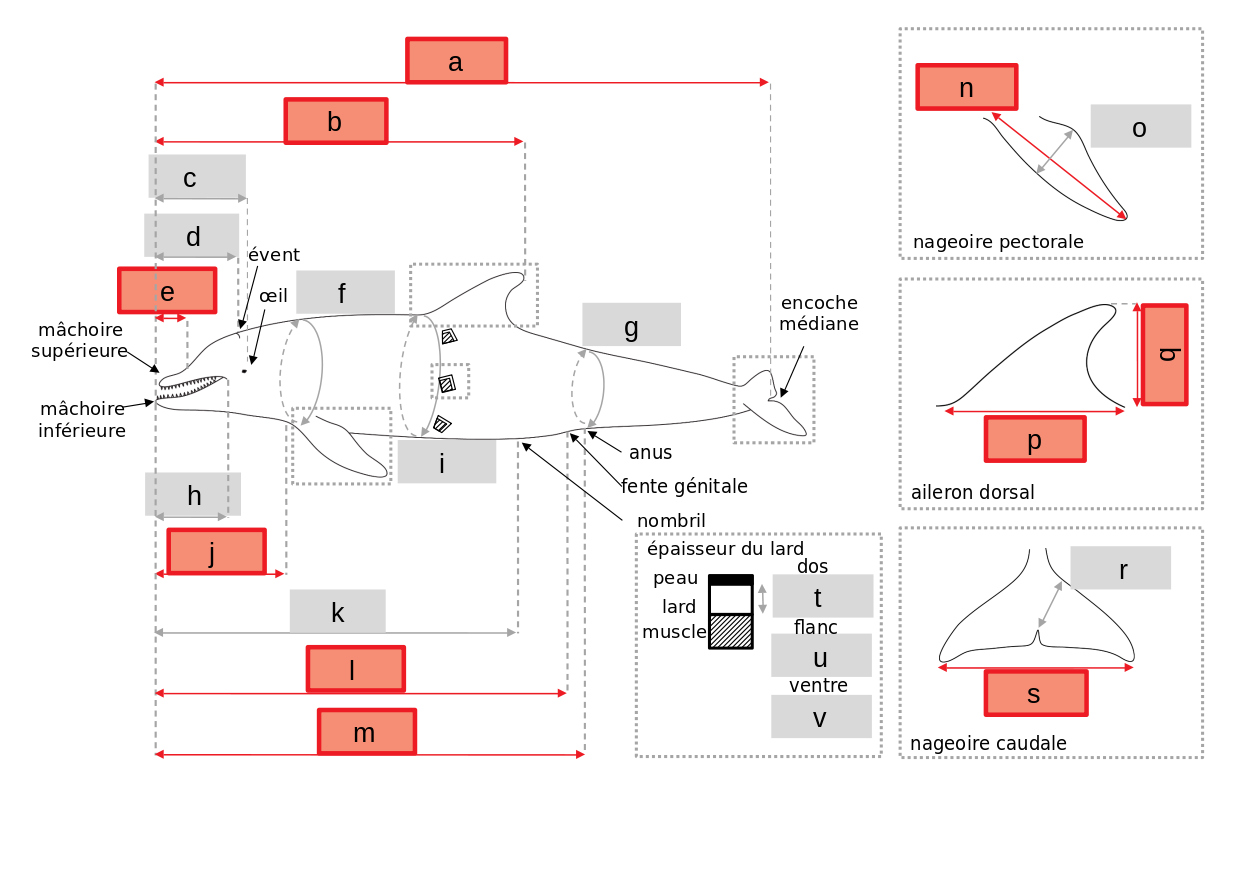 a
b
c
d
e
évent
œil
f
g
encoche
médiane
mâchoire
supérieure
mâchoire
inférieure
h
i
anus
fente génitale
nombril
j
k
l
m
épaisseur du lard
peau
lard
muscle
dos
t
flanc
u
ventre
v
n
o
nageoire pectorale
q
p
aileron dorsal
r
s
nageoire caudale